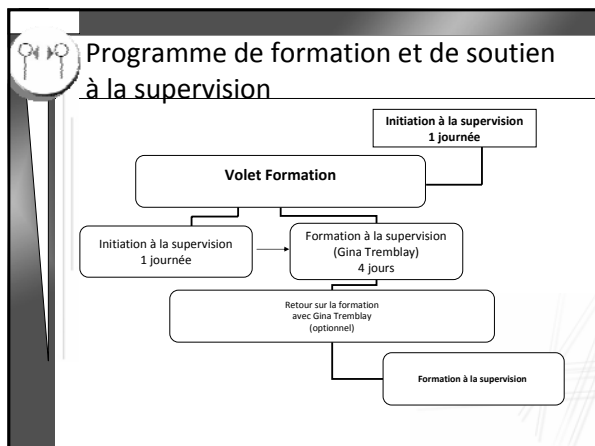 Programme de formation et de soutien
à la supervision
Initiation à la supervision
1 journée
Volet Formation
Initiation à la supervision
1 journée
Formation à la supervision
(Gina Tremblay)
4 jours
Retour sur la formation
avec Gina Tremblay
(optionnel)
Formation à la supervision